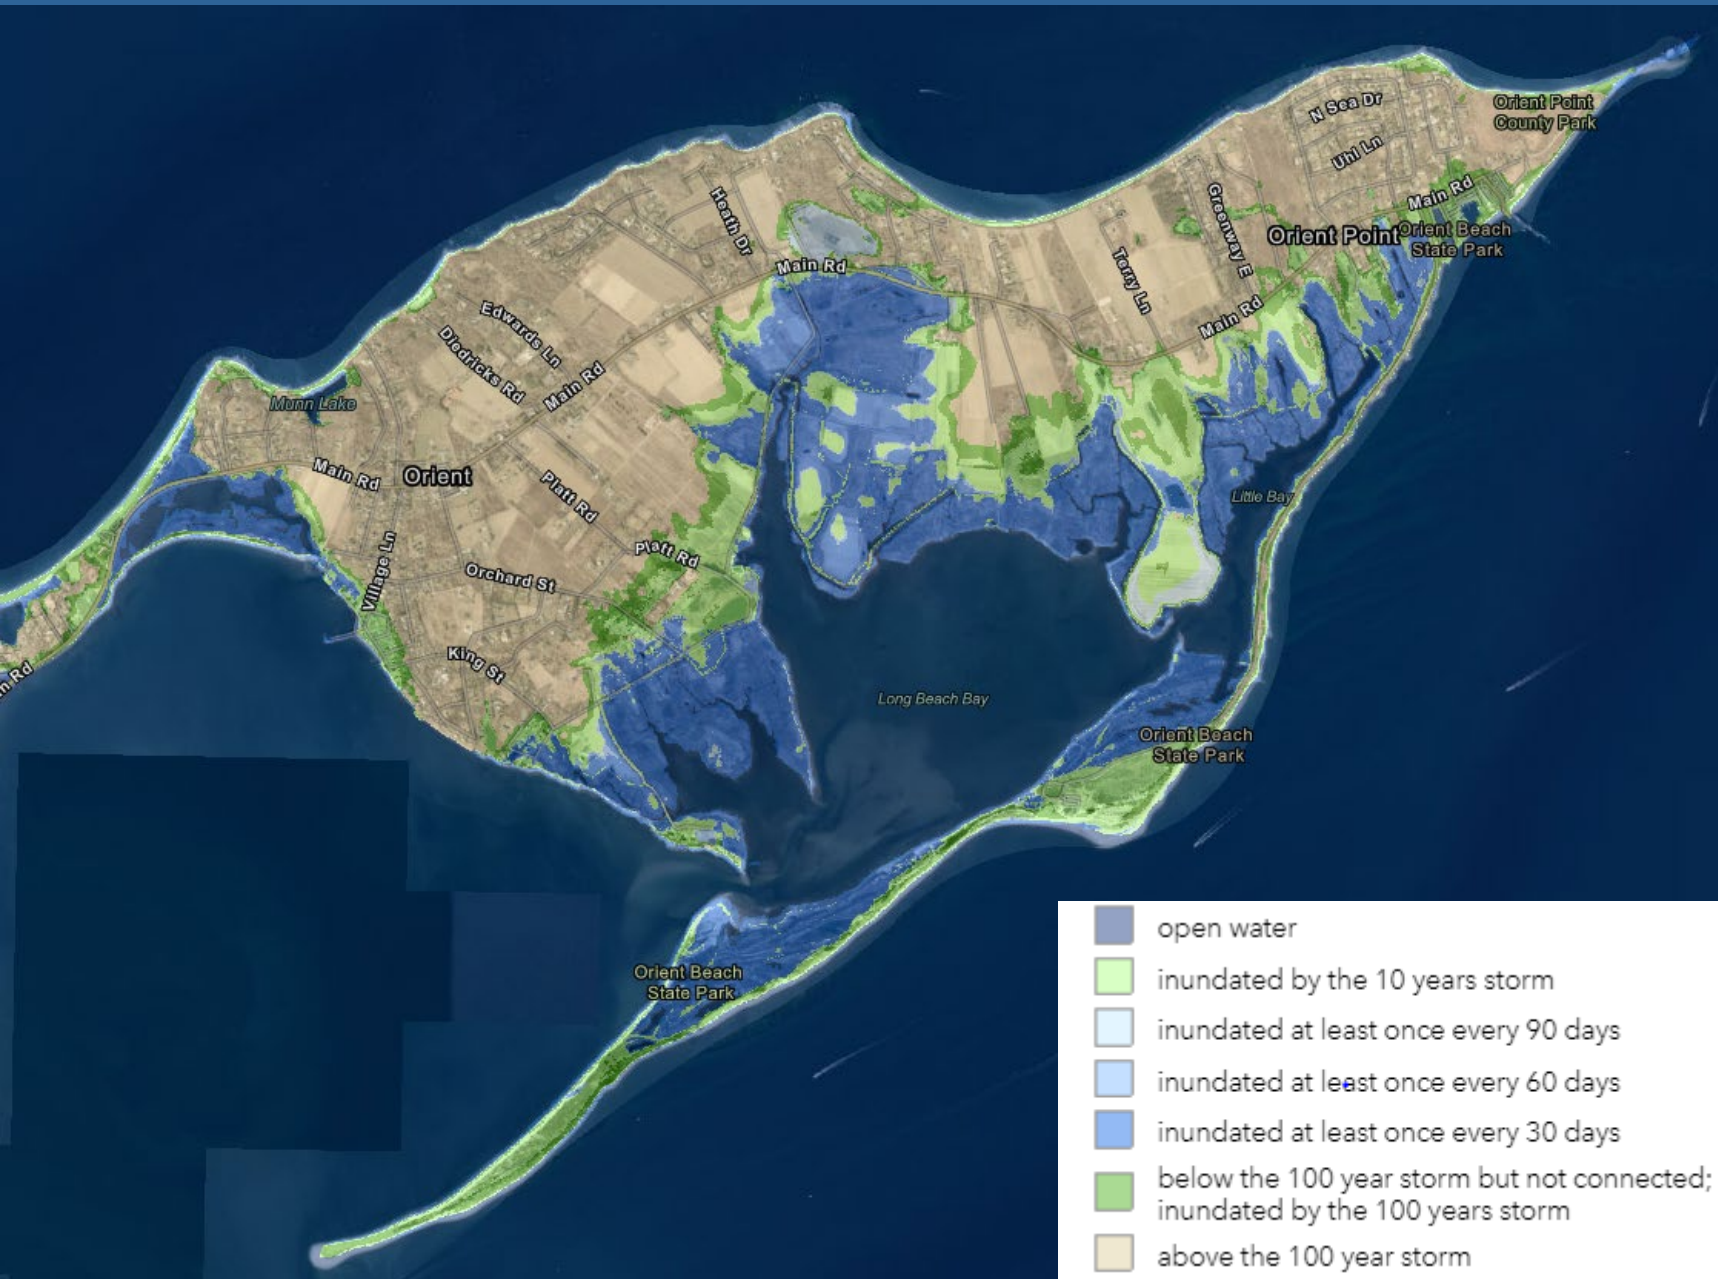 N Sea Dr
Orient Point
County Park
Uhl Ln
Heath Dr
Greenway E
Main Rd
Orient Point
Orient Beach
State Park
Main Rd
Terry Ln
Edwards Ln
Main Rd
Diedricks Rd
Main Rd
Munn Lake
Main Rd
Orient
Platt Rd
Little Bay
Village Ln
Platt Rd
Orchard St
King St
n Rd
Long Beach Bay
Orient Beach
State Park
Orient Beach
State Park
open water
inundated by the 10 years storm
inundated at least once every 90 days
inundated at least once every 60 days
inundated at least once every 30 days
below the 100 year storm but not connected;
inundated by the 100 years storm
above the 100 year storm